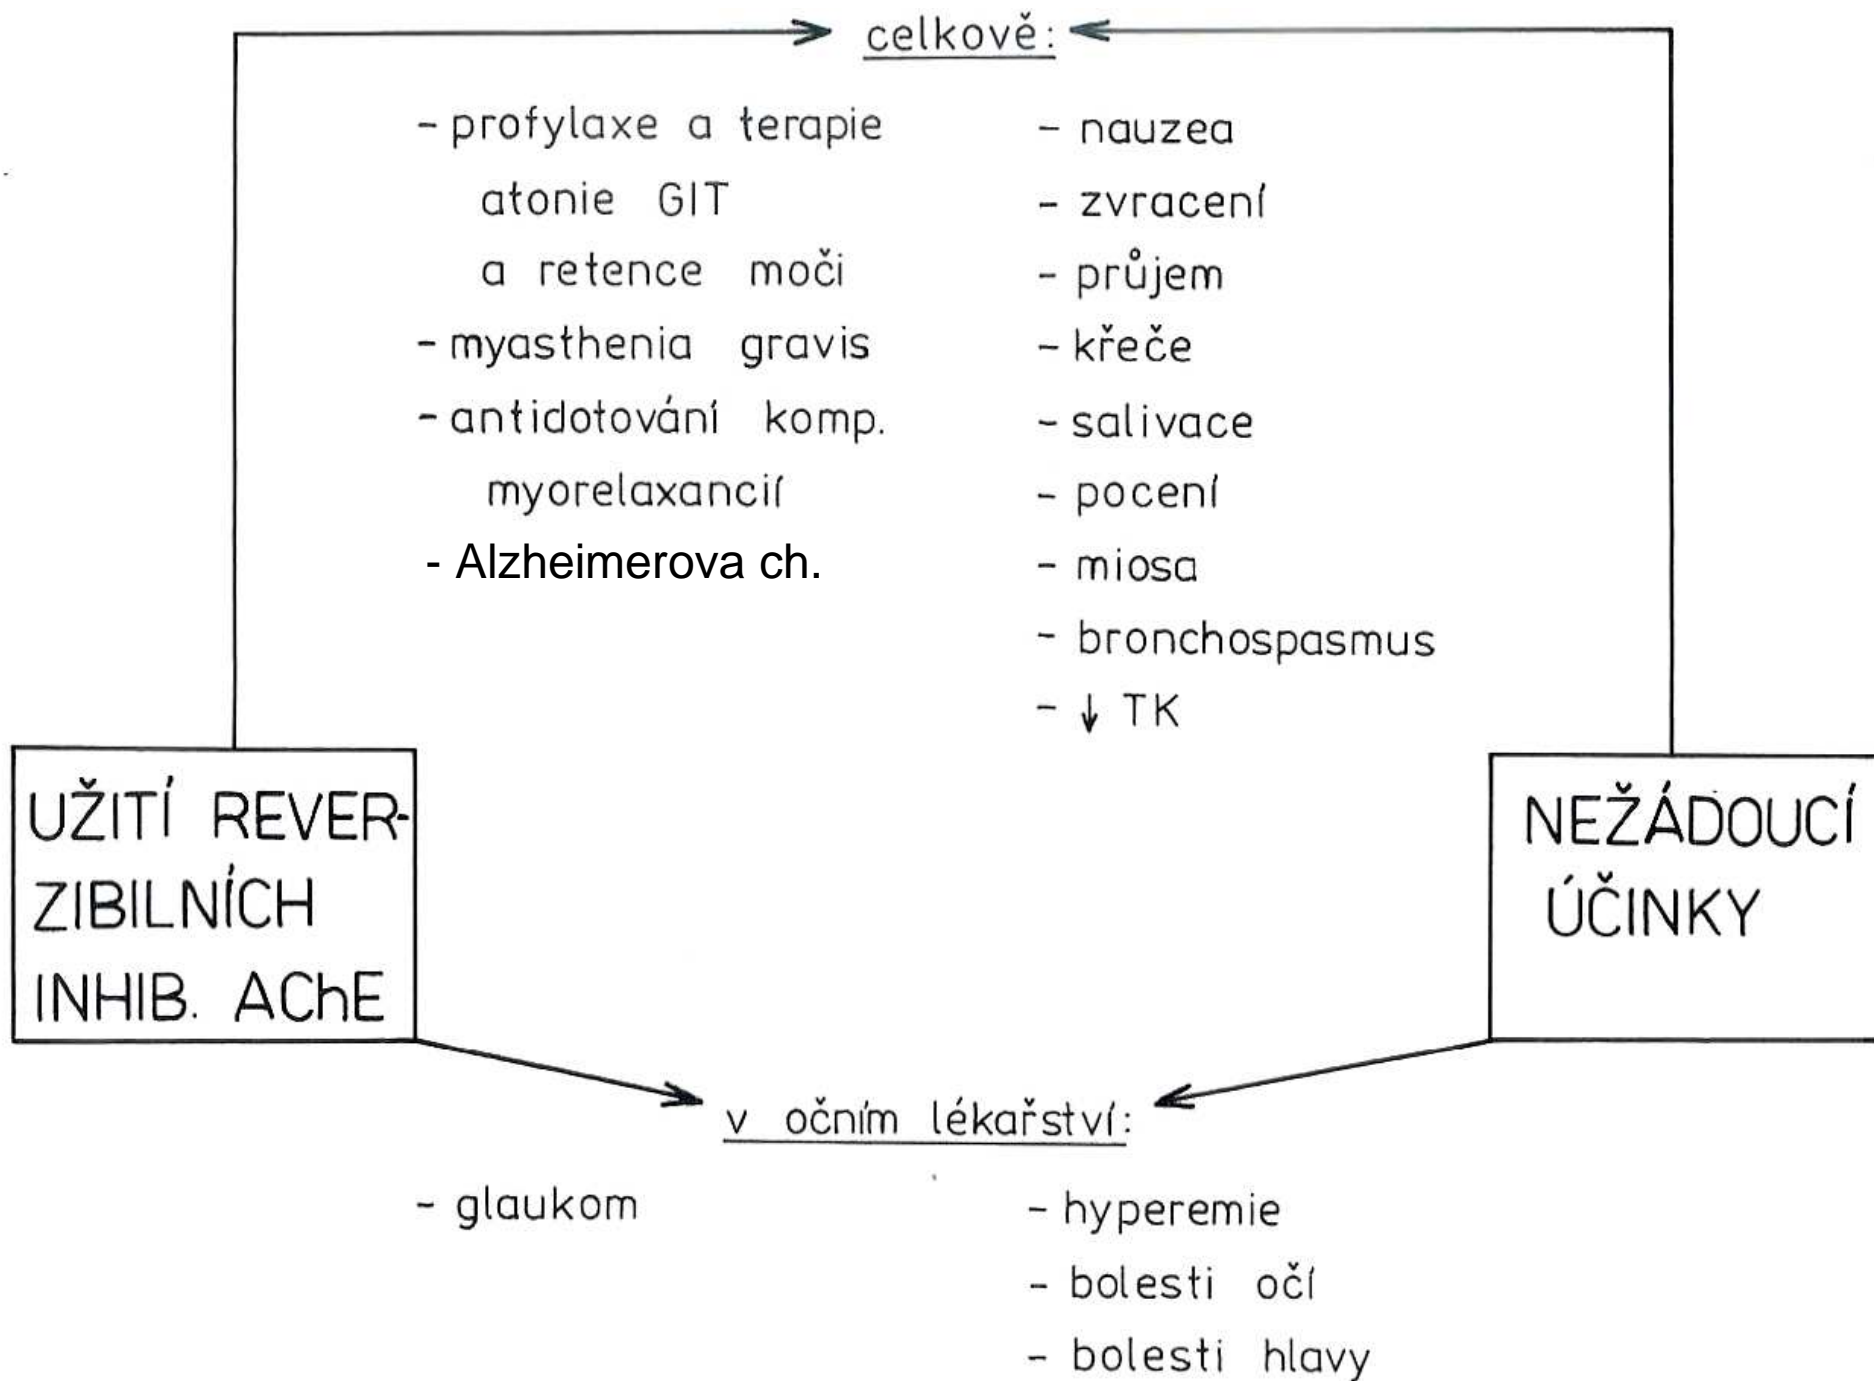 celkově:
- profylaxe a terapie
atonie GIT
a retence moči
- myasthenia gravis
- antidotování komp.
myorelaxancií
- Alzheimerova ch.
- nauzea
- zvracení
- průjem
- křeče
- salivace
- pocení
- miosa
- bronchospasmus
- ↓ TK
UŽITÍ REVER-
ZIBILNÍCH
INHIB. AChE
NEŽÁDOUCÍ
ÚČINKY
v očním lékařství:
- glaukom
- hyperemie
- bolesti očí
- bolesti hlavy